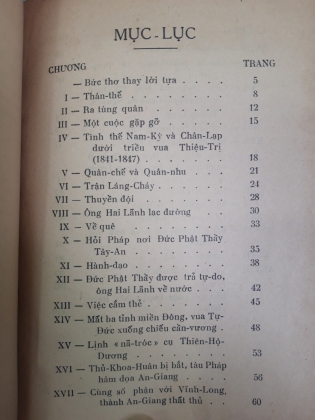 MỤC-LỤC
CHƯƠNG TRANG
— Bức thơ thay lời tựa . . . . 5
I — Thân-thế . . . . . . . 8
II — Ra tùng quân . . . . . . 12
III — Một cuộc gặp gỡ . . . . . 15
IV — Tình thế Nam-Kỳ và Chân-Lạp
dưới triều vua Thiệu-Trị
(1841-1847) . . . . . . . 18
V — Quân-chế và Quân-nhu . . . 21
VI — Trận Láng-Cháy . . . . . 24
VII — Thuyền đội . . . . . . . 28
VIII — Ông Hai Lãnh lạc đường . . . 30
IX — Về quê . . . . . . . . 33
X — Hồi Pháp nơi Đức Phật Thầy
Tây-An . . . . . . . . 35
XI — Hành-đạo . . . . . . . 38
XII — Đức Phật Thầy được trả tự-do,
ông Hai Lãnh về nước . . . . 42
XIII — Việc cấm thề . . . . . . 45
XIV — Mất ba tỉnh miền Đông, vua Tự-
Đức xuống chiếu cần-vương . . 48
XV — Lịnh «nã-tróc» cụ Thiên-Hộ-
Dương . . . . . . . . 53
XVI — Thủ-Khoa-Huân bị bắt, tàu Pháp
hăm dọa An-Giang . . . . . 56
XVII — Cùng số phận với Vĩnh-Long,
thành An-Giang thất thủ . . . 60